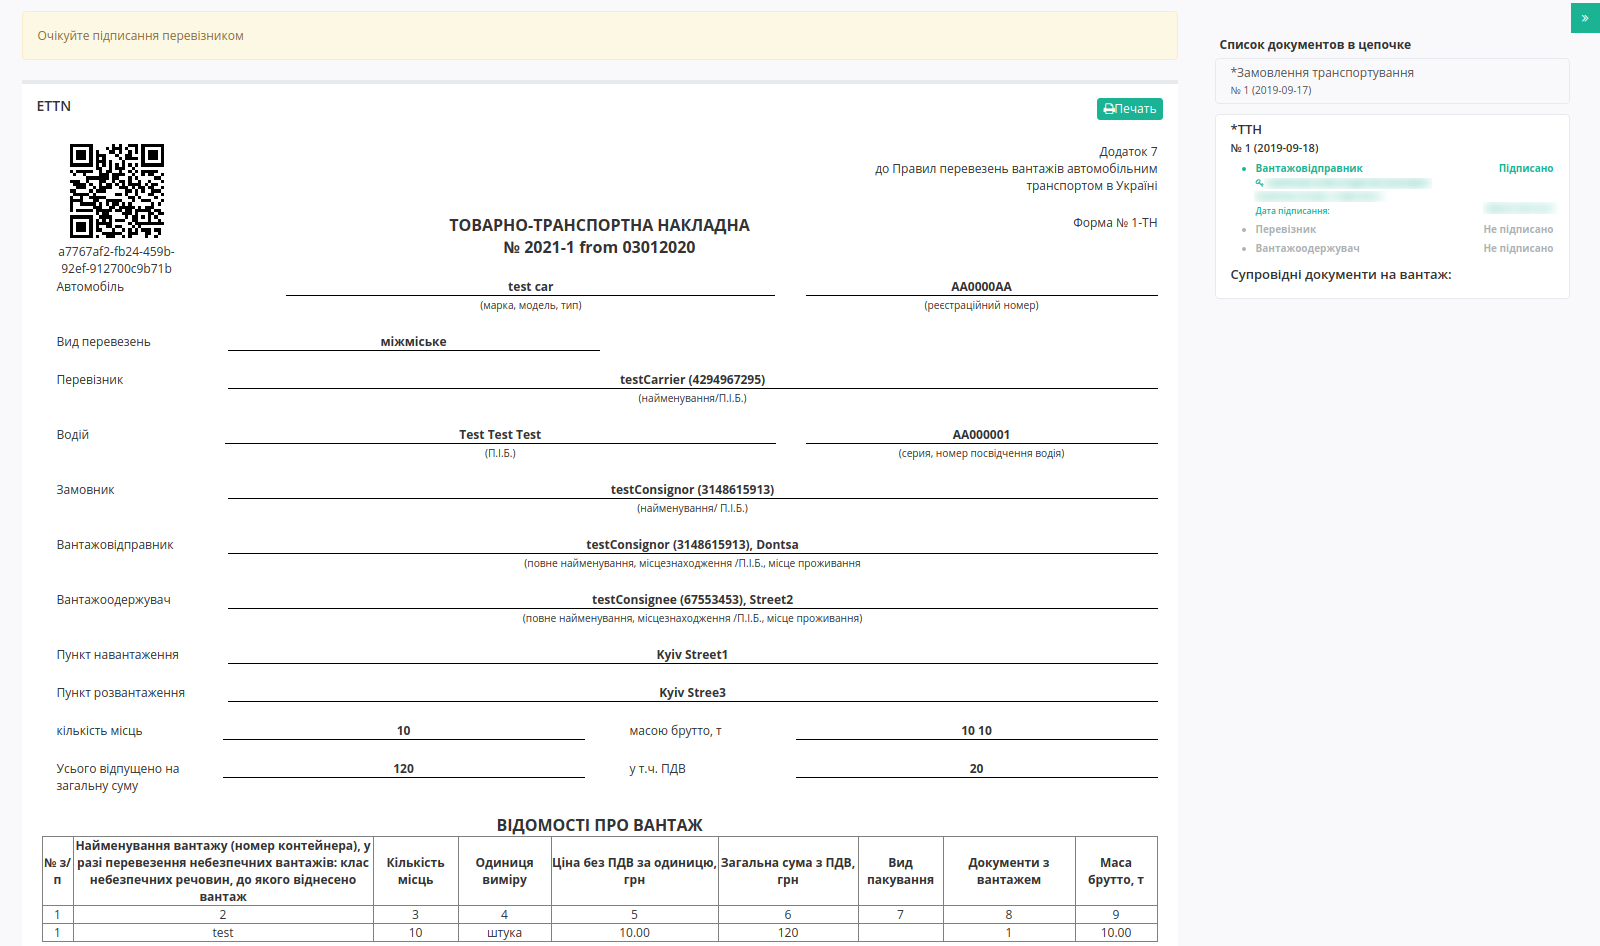 Очікуйте підписання перевізником
ЕТТN
Печать
a7767af2-fb24-459b-
92ef-912700c9b71b
Додаток 7
до Правил перевезень вантажів автомобільним
транспортом в Україні
Форма № 1-ТН
ТОВАРНО-ТРАНСПОРТНА НАКЛАДНА
№ 2021-1 from 03012020
Автомобіль test car AA0000AA
(марка, модель, тип) (реєстраційний номер)
Вид перевезень міжміське
Перевізник testCarrier (4294967295)
(найменування/П.І.Б.)
Водій Test Test Test AA000001
(П.І.Б.) (серия, номер посвідчення водія)
Замовник testConsignor (3148615913)
(найменування/ П.І.Б.)
Вантажовідправник testConsignor (3148615913), Dontsa
(повне найменування, місцезнаходження /П.І.Б., місце проживання
Вантажоодержувач testConsignee (67553453), Street2
(повне найменування, місцезнаходження /П.І.Б., місце проживання)
Пункт навантаження Kyiv Street1
Пункт розвантаження Kyiv Stree3
кількість місць 10 масою брутто, т 10 10
Усього відпущено на 120 у т.ч. ПДВ 20
загальну суму
ВІДОМОСТІ ПРО ВАНТАЖ
№ з/
п
Найменування вантажу (номер контейнера), у
разі перевезення небезпечних вантажів: клас
небезпечних речовин, до якого віднесено
вантаж
Кількість
місць
Одиниця
виміру
Ціна без ПДВ за одиницю,
грн
Загальна сума з ПДВ,
грн
Вид
пакування
Документи з
вантажем
Маса
брутто, т
1 2 3 4 5 6 7 8 9
1 test 10 штука 10.00 120 1 10.00
»
Список документов в цепочке
*Замовлення транспортування
№ 1 (2019-09-17)
*ТТН
№ 1 (2019-09-18)
Вантажовідправник Підписано
Дата підписання:
Перевізник Не підписано
Вантажоодержувач Не підписано
Супровідні документи на вантаж: